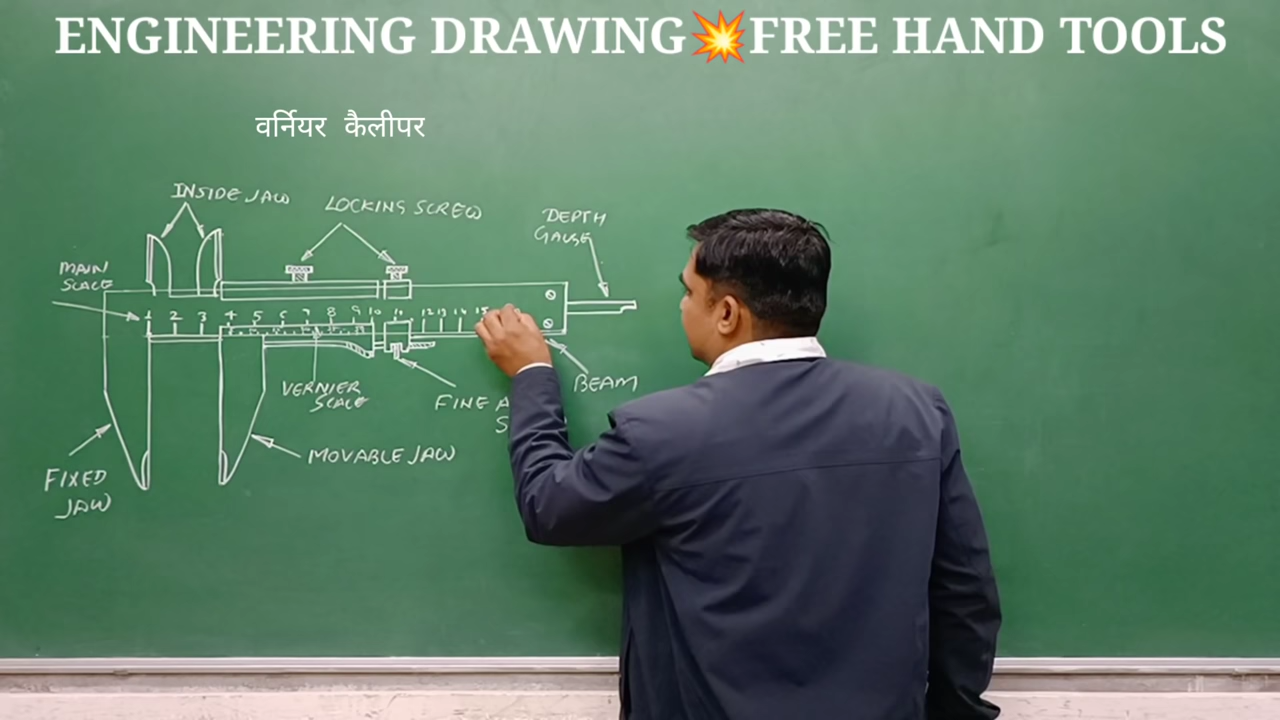 ENGINEERING DRAWING💥FREE HAND TOOLS
वर्नियर कैलीपर
INSIDE JAW
LOCKING SCREW
DEPTH
GAUGE
MAIN
SCALE
1 2 3 4 5 6 7 8 9 10 12 13 14 15
VERNIER
SCALE
BEAM
FINE
MOVABLE JAW
FIXED
JAW